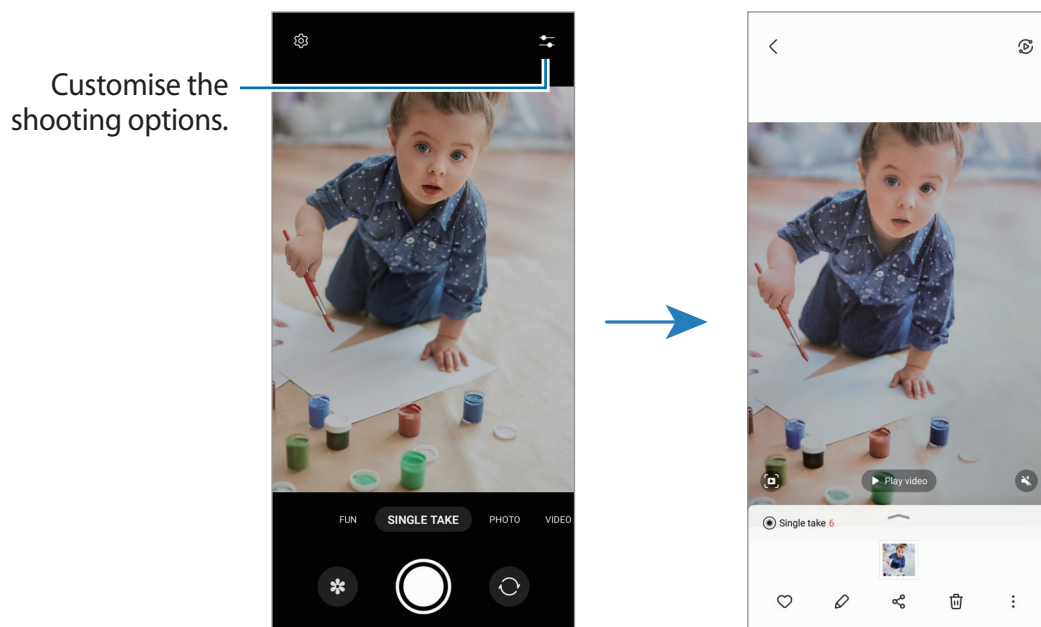 Customise the
shooting options.
FUN SINGLE TAKE PHOTO VIDEO
Play video
Single take 6